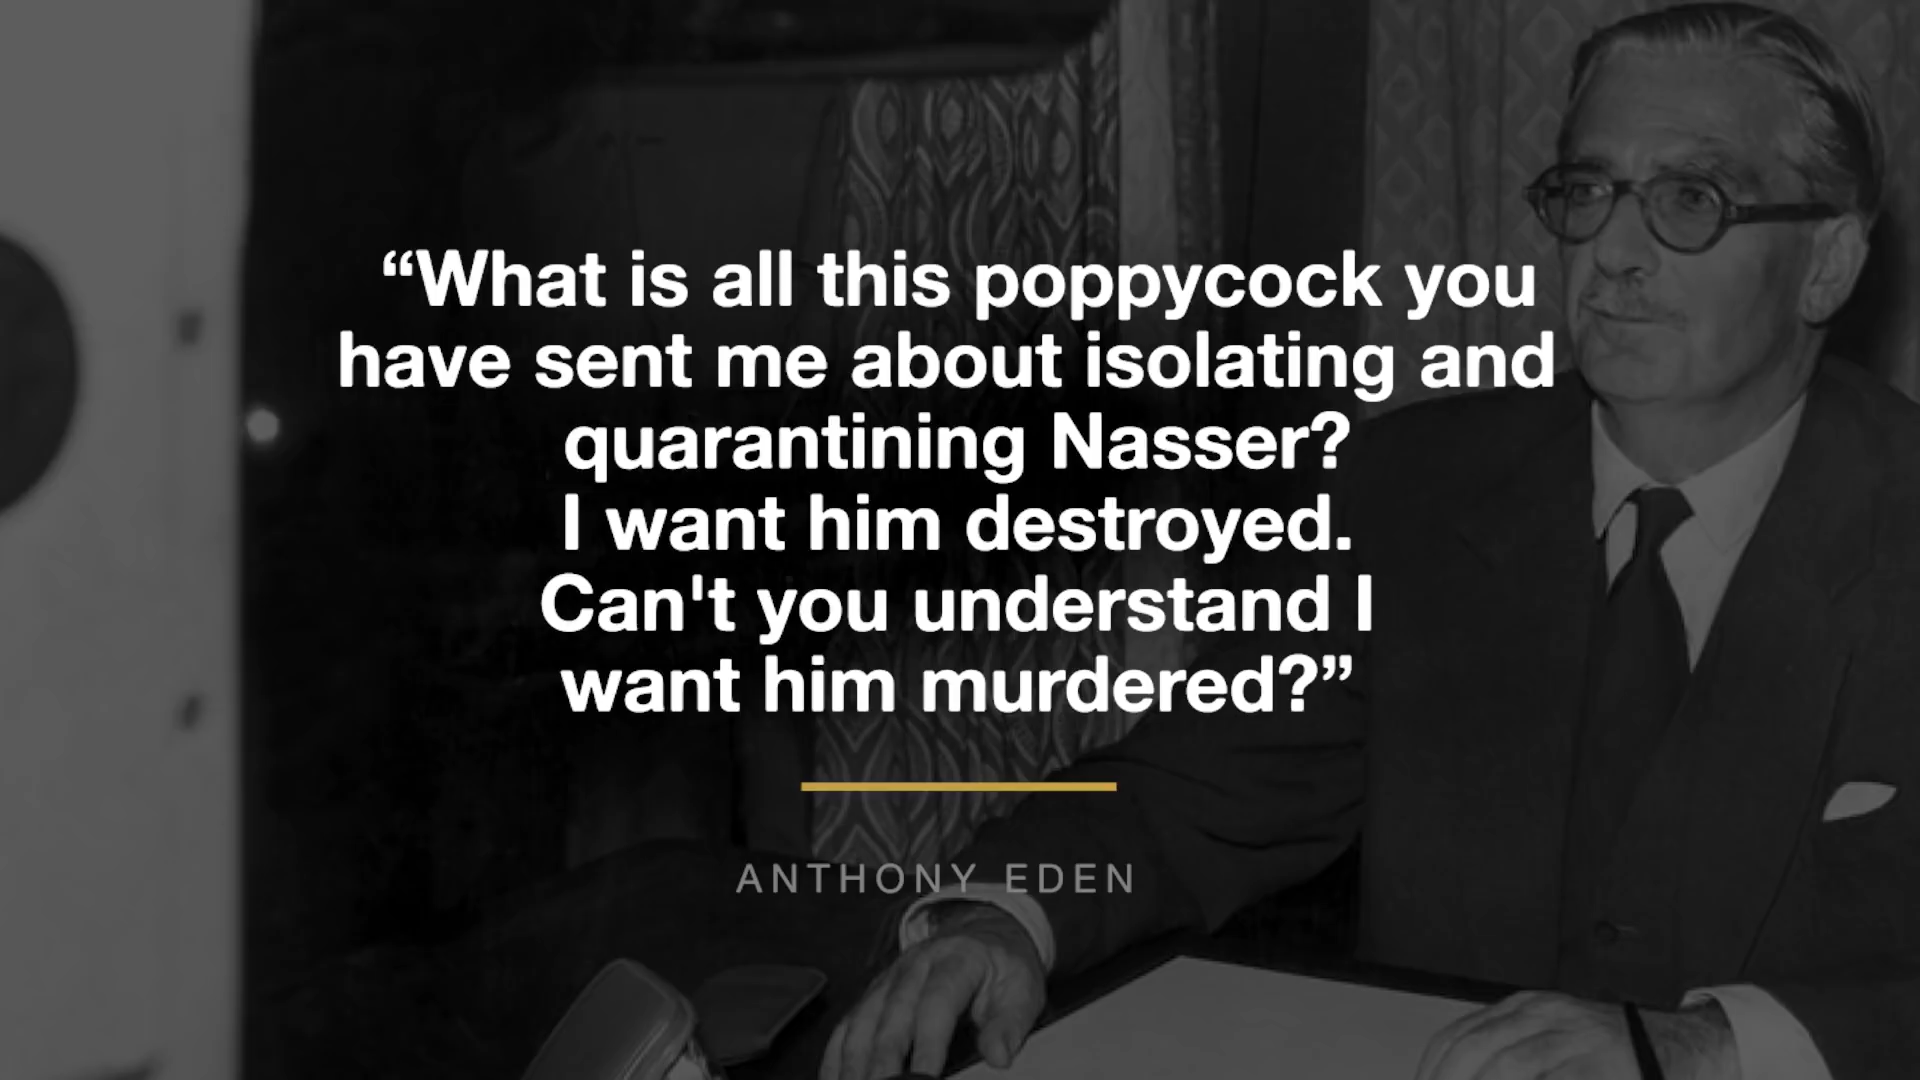 “What is all this poppycock you
have sent me about isolating and
quarantining Nasser?
I want him destroyed.
Can't you understand I
want him murdered?”
ANTHONY EDEN